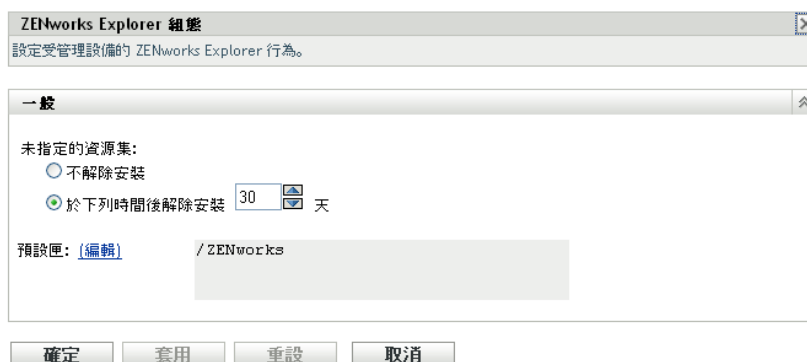 ZENworks Explorer 組態
設定受管理設備的 ZENworks Explorer 行為。
一般
未指定的資源集:
不解除安裝
於下列時間後解除安裝 30 天
預設匣: (編輯) /ZENworks
確定 套用 重設 取消